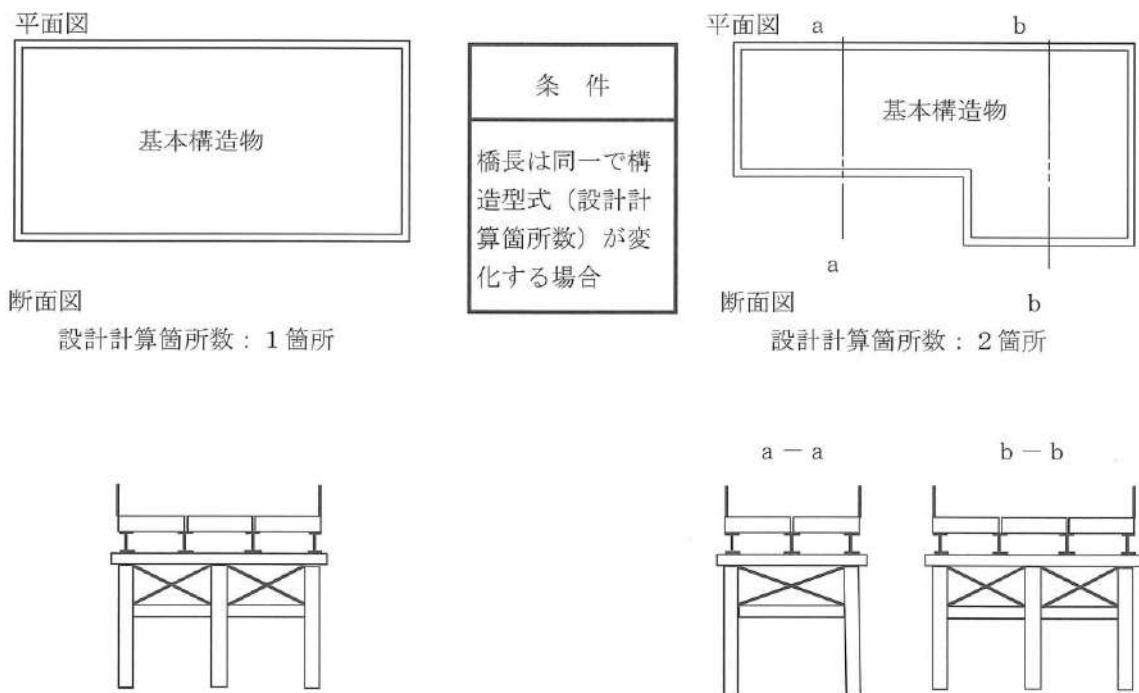 平面図
基本構造物
断面図
設計計算箇所数：1箇所
条　件
橋長は同一で構
造型式（設計計
算箇所数）が変
化する場合
平面図
a
b
基本構造物
a
b
断面図
設計計算箇所数：2箇所
a－a
b－b